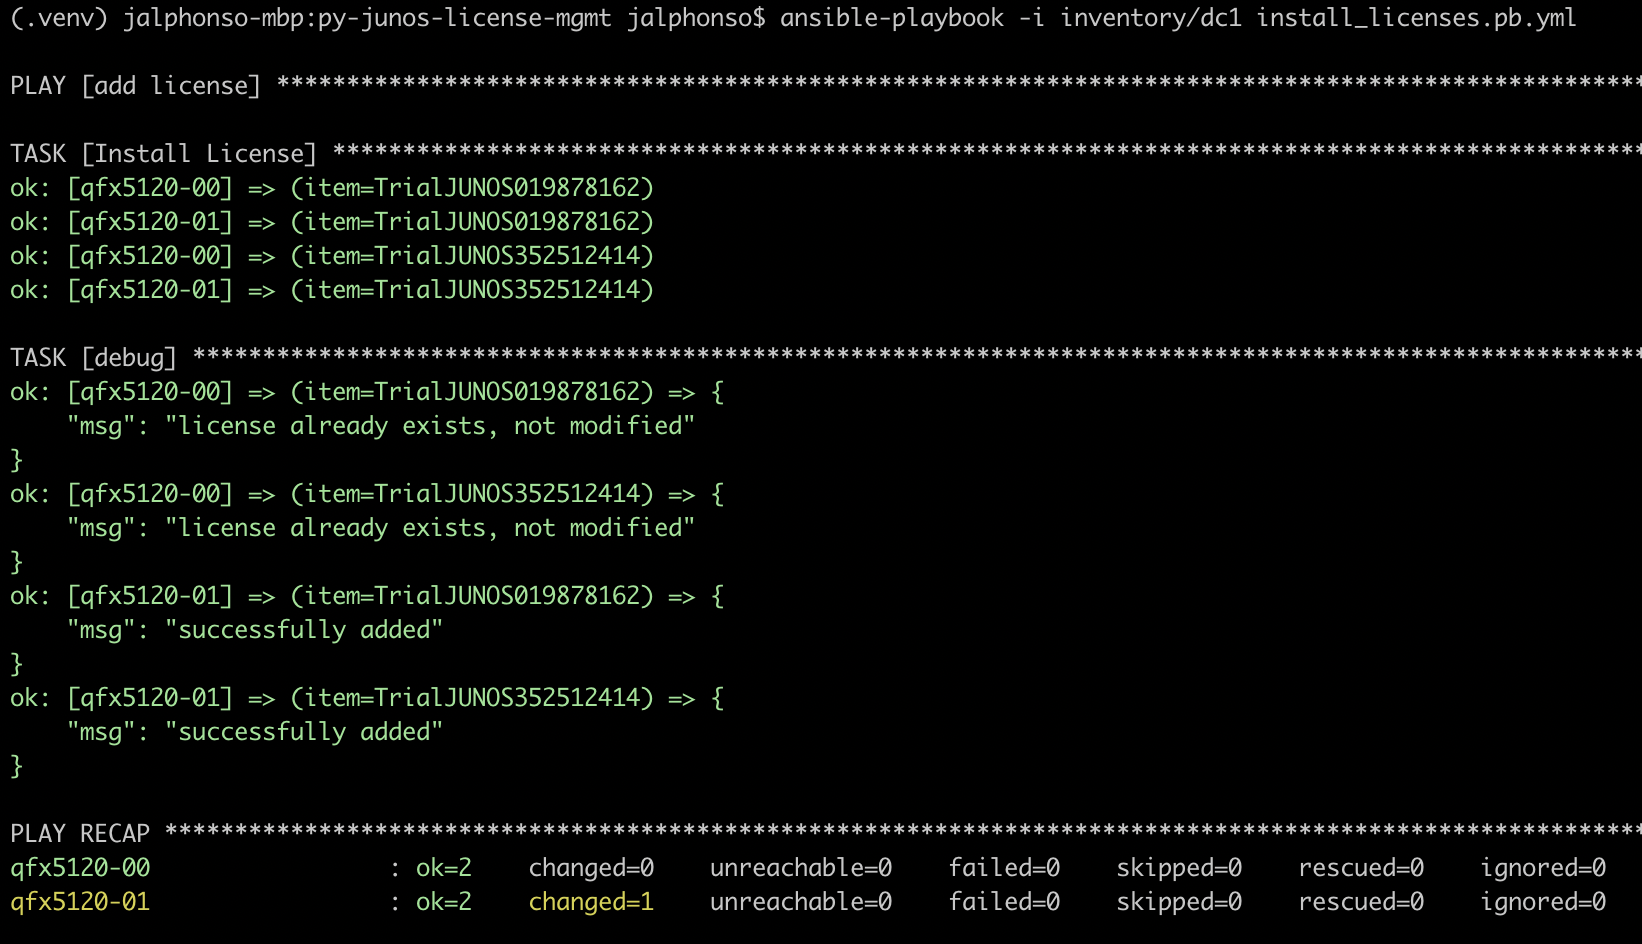 (.venv) jalphonso-mbp:py-junos-license-mgmt jalphonso$ ansible-playbook -i inventory/dc1 install_licenses.pb.yml
PLAY [add license] **************************************************************************************************
TASK [Install License] **********************************************************************************************
ok: [qfx5120-00] => (item=TrialJUNOS019878162)
ok: [qfx5120-01] => (item=TrialJUNOS019878162)
ok: [qfx5120-00] => (item=TrialJUNOS352512414)
ok: [qfx5120-01] => (item=TrialJUNOS352512414)
TASK [debug] ********************************************************************************************************
ok: [qfx5120-00] => (item=TrialJUNOS019878162) => {
    "msg": "license already exists, not modified"
}
ok: [qfx5120-00] => (item=TrialJUNOS352512414) => {
    "msg": "license already exists, not modified"
}
ok: [qfx5120-01] => (item=TrialJUNOS019878162) => {
    "msg": "successfully added"
}
ok: [qfx5120-01] => (item=TrialJUNOS352512414) => {
    "msg": "successfully added"
}
PLAY RECAP **********************************************************************************************************
qfx5120-00                 : ok=2    changed=0    unreachable=0    failed=0    skipped=0    rescued=0    ignored=0
qfx5120-01                 : ok=2    changed=1    unreachable=0    failed=0    skipped=0    rescued=0    ignored=0